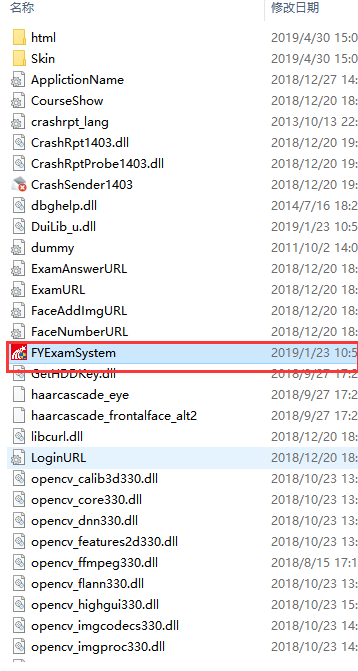 名称 修改日期
html 2019/4/30 15:0
Skin 2019/4/30 15:0
ApplictionName 2018/12/27 14:
CourseShow 2018/12/20 18:
crashrpt_lang 2013/10/13 22:
CrashRpt1403.dll 2018/12/20 19:
CrashRptProbe1403.dll 2018/12/20 19:
CrashSender1403 2018/12/20 19:
dbghelp.dll 2014/7/16 18:2
DuiLib_u.dll 2019/1/23 10:5
dummy 2011/10/2 14:0
ExamAnswerURL 2018/12/20 18:
ExamURL 2018/12/20 18:
FaceAddImgURL 2018/12/20 18:
FaceNumberURL 2018/12/20 18:
FYExamSystem 2019/1/23 10:5
GetHDDKey.dll 2018/9/27 17:2
haarcascade_eye 2018/9/27 17:2
haarcascade_frontalface_alt2 2018/9/27 17:2
libcurl.dll 2018/12/20 18:
LoginURL 2018/12/20 18:
opencv_calib3d330.dll 2018/10/23 13:
opencv_core330.dll 2018/10/23 13:
opencv_dnn330.dll 2018/10/23 13:
opencv_features2d330.dll 2018/10/23 13:
opencv_ffmpeg330.dll 2018/8/15 17:1
opencv_flann330.dll 2018/10/23 13:
opencv_highgui330.dll 2018/10/23 13:
opencv_imgcodecs330.dll 2018/10/23 14:
opencv_imgproc330.dll 2018/10/23 14: